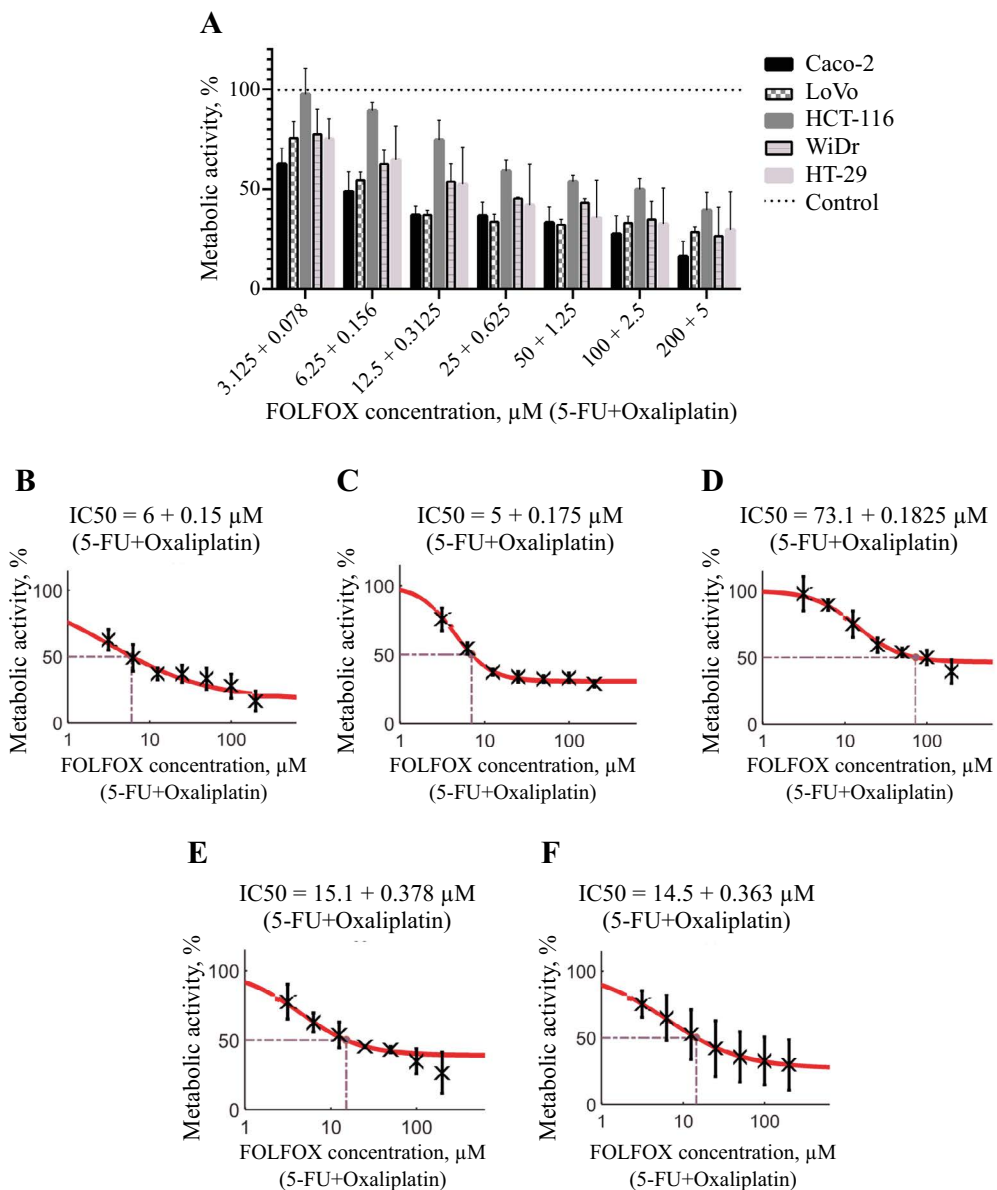 A
Metabolic activity, %
100
50
0
3.125 + 0.078
6.25 + 0.156
12.5 + 0.3125
25 + 0.625
50 + 1.25
100 + 2.5
200 + 5
FOLFOX concentration, µM (5-FU+Oxaliplatin)
Caco-2
LoVo
HCT-116
WiDr
HT-29
Control
B
IC50 = 6 + 0.15 µM
(5-FU+Oxaliplatin)
Metabolic activity, %
100
50
0
1
10
100
FOLFOX concentration, µM
(5-FU+Oxaliplatin)
C
IC50 = 5 + 0.175 µM
(5-FU+Oxaliplatin)
Metabolic activity, %
100
50
0
1
10
100
FOLFOX concentration, µM
(5-FU+Oxaliplatin)
D
IC50 = 73.1 + 0.1825 µM
(5-FU+Oxaliplatin)
Metabolic activity, %
100
50
0
1
10
100
FOLFOX concentration, µM
(5-FU+Oxaliplatin)
E
IC50 = 15.1 + 0.378 µM
(5-FU+Oxaliplatin)
Metabolic activity, %
100
50
0
1
10
100
FOLFOX concentration, µM
(5-FU+Oxaliplatin)
F
IC50 = 14.5 + 0.363 µM
(5-FU+Oxaliplatin)
Metabolic activity, %
100
50
0
1
10
100
FOLFOX concentration, µM
(5-FU+Oxaliplatin)